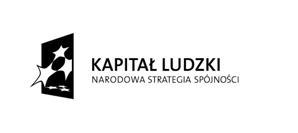 KAPITAŁ LUDZKI
NARODOWA STRATEGIA SPÓJNOŚCI